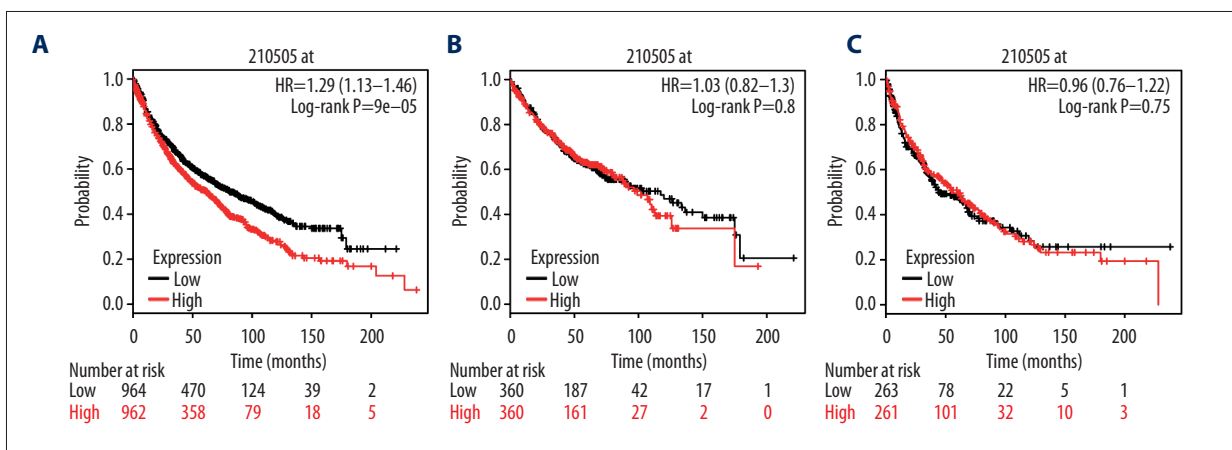 A
210505 at
HR=1.29 (1.13–1.46)
Log-rank P=9e–05
1.0
0.8
0.6
0.4
0.2
0.0
Probability
Expression
Low
High
0 50 100 150 200
Time (months)
Number at risk
Low 964 470 124 39 2
High 962 358 79 18 5
B
210505 at
HR=1.03 (0.82–1.3)
Log-rank P=0.8
1.0
0.8
0.6
0.4
0.2
0.0
Probability
Expression
Low
High
0 50 100 150 200
Time (months)
Number at risk
Low 360 187 42 17 1
High 360 161 27 2 0
C
210505 at
HR=0.96 (0.76–1.22)
Log-rank P=0.75
1.0
0.8
0.6
0.4
0.2
0.0
Probability
Expression
Low
High
0 50 100 150 200
Time (months)
Number at risk
Low 263 78 22 5 1
High 261 101 32 10 3